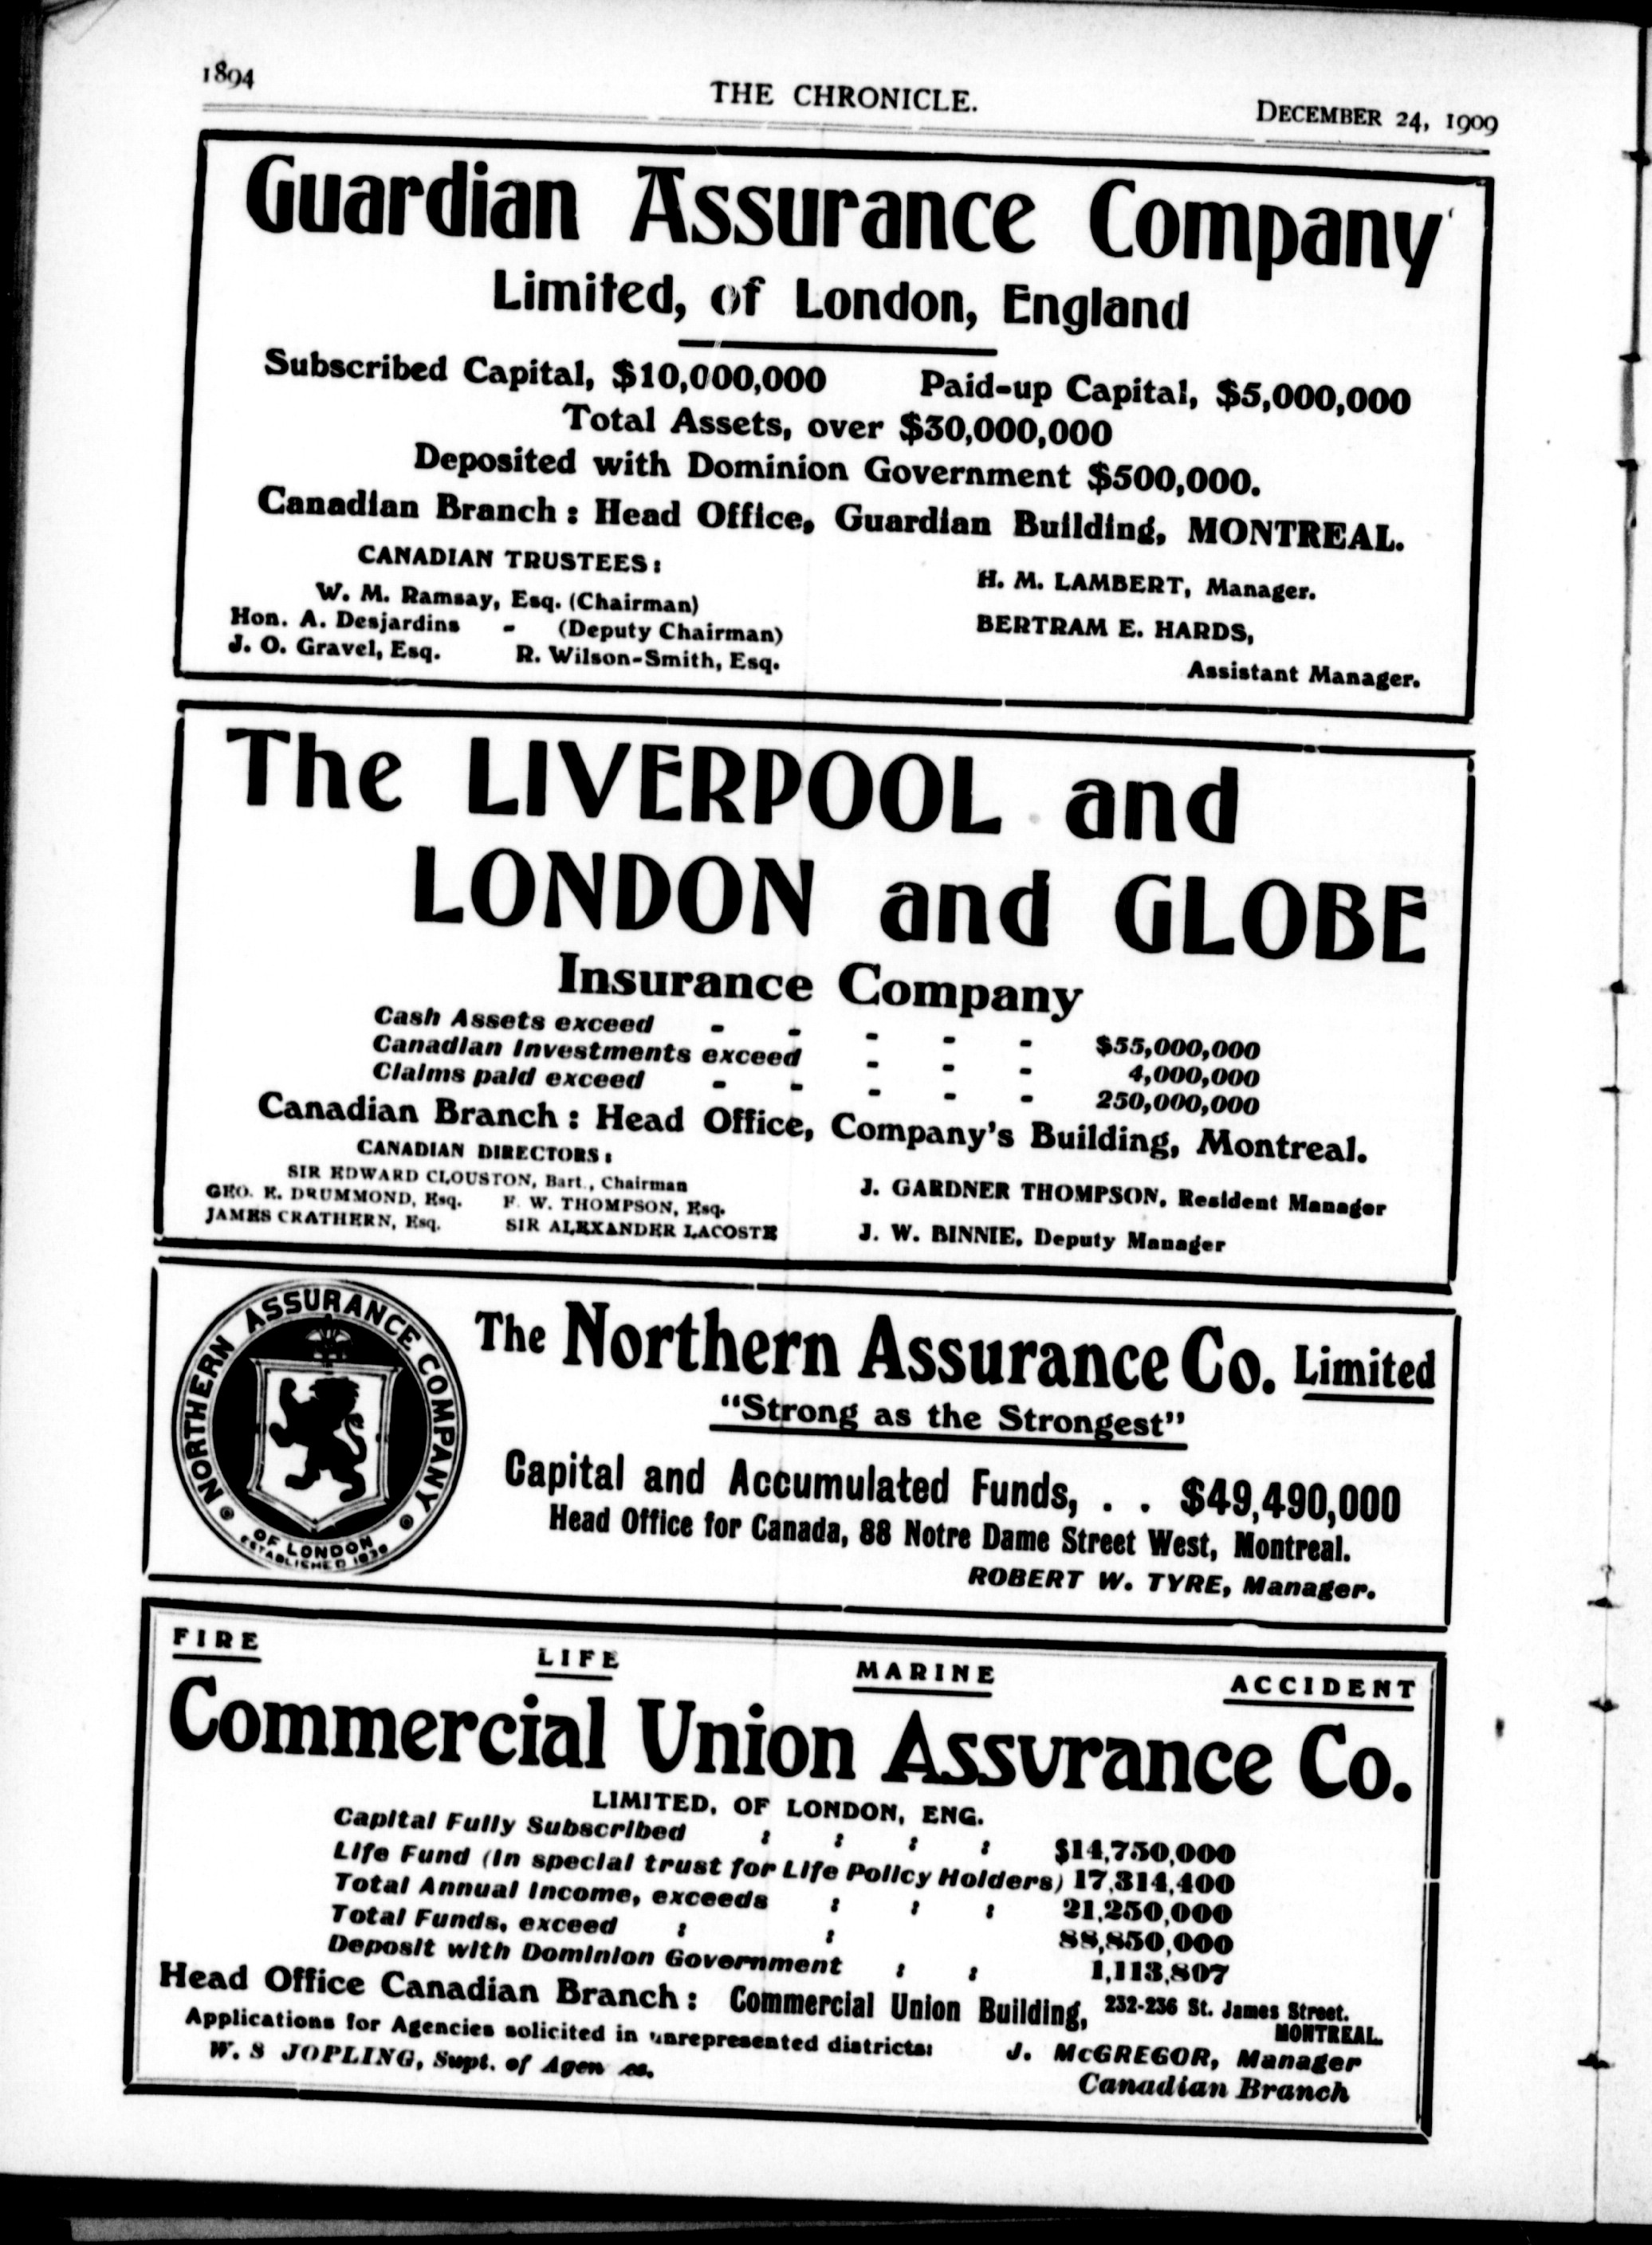 1894
THE CHRONICLE.
DECEMBER 24, 1909
Guardian Assurance Company
Limited, of London, England
Subscribed Capital, $10,000,000 Paid-up Capital, $5,000,000
Total Assets, over $30,000,000
Deposited with Dominion Government $500,000.
Canadian Branch: Head Office, Guardian Building, MONTREAL.
CANADIAN TRUSTEES:
W. M. Ramsay, Esq. (Chairman)
Hon. A. Desjardins - (Deputy Chairman)
J. O. Gravel, Esq. R. Wilson-Smith, Esq.
H. M. LAMBERT, Manager.
BERTRAM E. HARDS,
Assistant Manager.
The LIVERPOOL and
LONDON and GLOBE
Insurance Company
Cash Assets exceed - - - - - $55,000,000
Canadian Investments exceed - - - 4,000,000
Claims paid exceed - - - - - 250,000,000
Canadian Branch: Head Office, Company's Building, Montreal.
CANADIAN DIRECTORS:
SIR EDWARD CLOUSTON, Bart., Chairman
GEO. E. DRUMMOND, Esq. F. W. THOMPSON, Esq.
JAMES CRATHERN, Esq. SIR ALEXANDER LACOSTE
J. GARDNER THOMPSON, Resident Manager
J. W. BINNIE, Deputy Manager
NORTHERN ASSURANCE COMPANY
OF LONDON
ESTABLISHED 1836
The Northern Assurance Co. Limited
"Strong as the Strongest"
Capital and Accumulated Funds, . . $49,490,000
Head Office for Canada, 88 Notre Dame Street West, Montreal.
ROBERT W. TYRE, Manager.
FIRE LIFE MARINE ACCIDENT
Commercial Union Assurance Co.
LIMITED, OF LONDON, ENG.
Capital Fully Subscribed : : : : $14,750,000
Life Fund (In special trust for Life Policy Holders) 17,314,400
Total Annual Income, exceeds : : : 21,250,000
Total Funds, exceed : : 88,850,000
Deposit with Dominion Government : : 1,113,807
Head Office Canadian Branch: Commercial Union Building, 232-236 St. James Street.
MONTREAL.
Applications for Agencies solicited in unrepresented districts:
W. S JOPLING, Supt. of Agen es.
J. McGREGOR, Manager
Canadian Branch